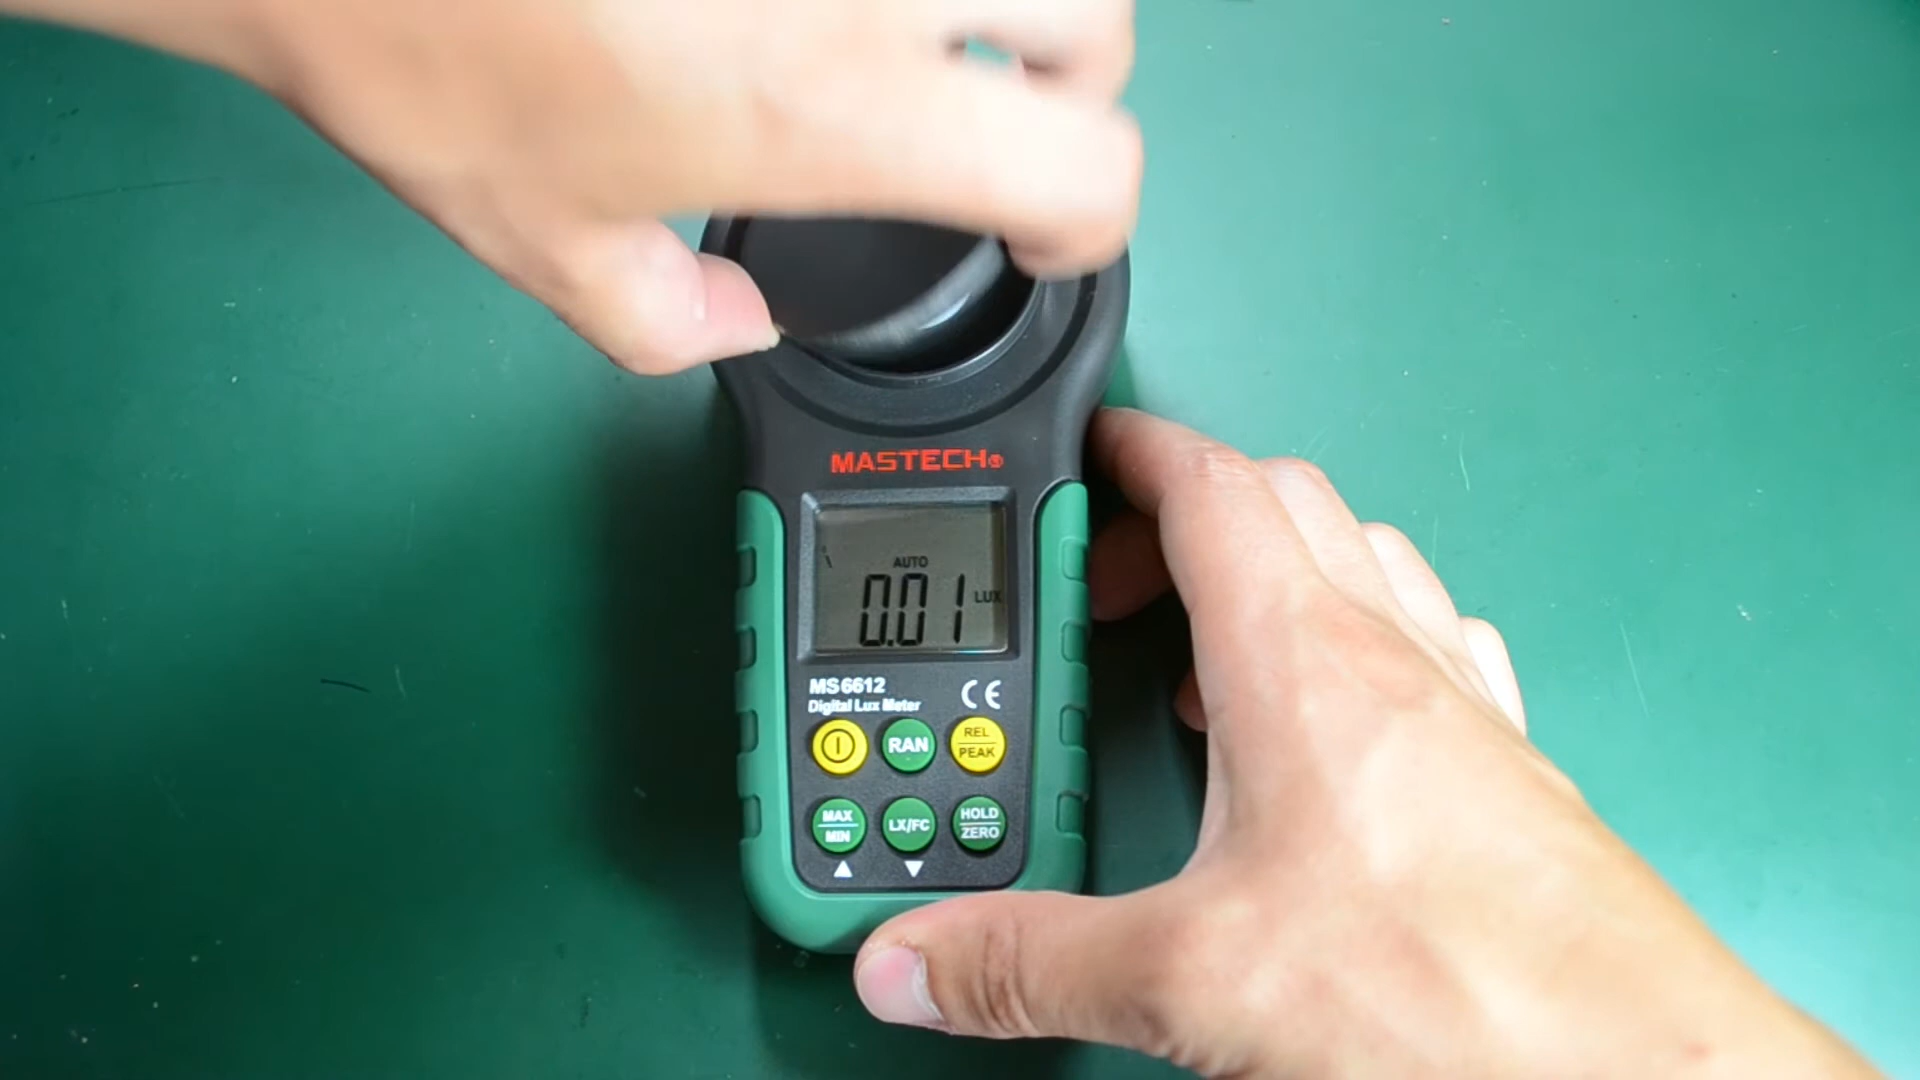 MASTECH®
AUTO
0.01 LUX
MS6612
Digital Lux Meter
CE
RAN
REL
PEAK
MAX
MIN
LX/FC
HOLD
ZERO